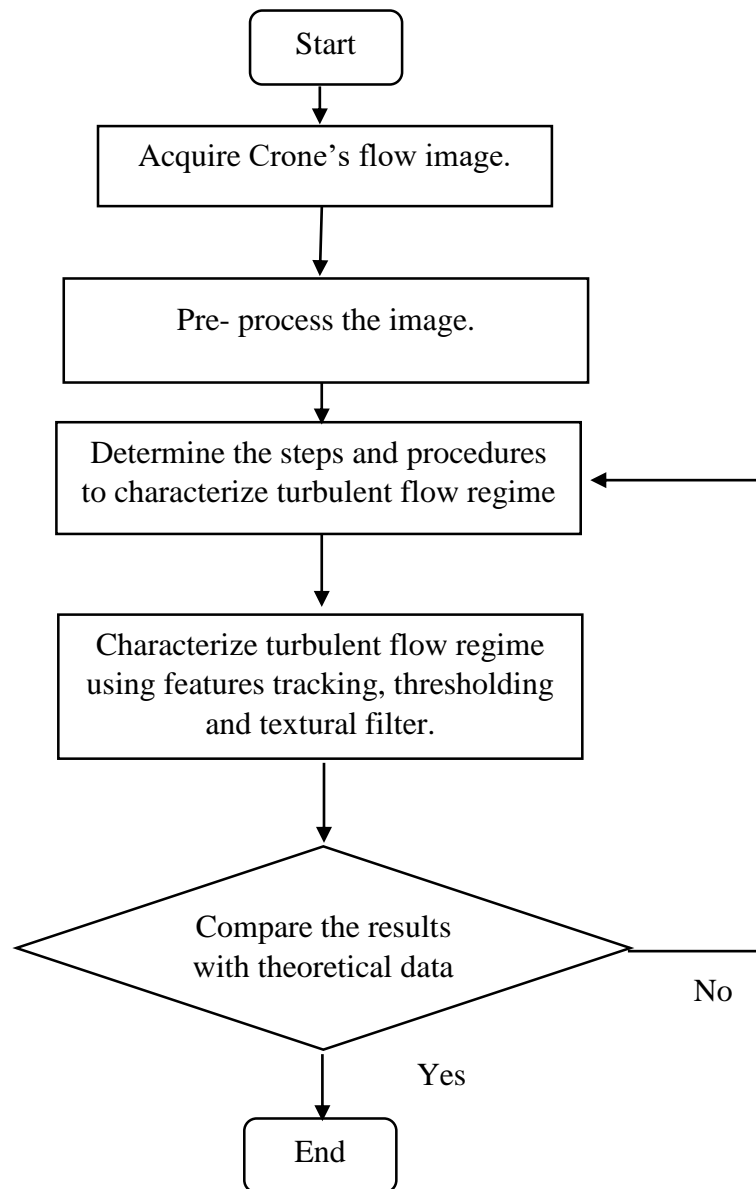 Start
Acquire Crone’s flow image.
Pre- process the image.
Determine the steps and procedures
to characterize turbulent flow regime
Characterize turbulent flow regime
using features tracking, thresholding
and textural filter.
Compare the results
with theoretical data
No
Yes
End